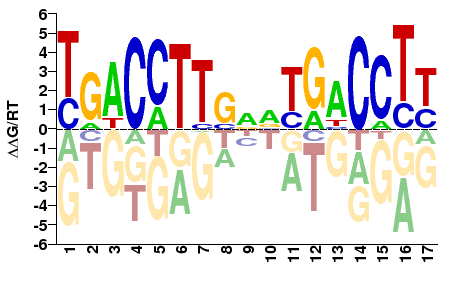 6
5
4
3
2
1
0
-1
-2
-3
-4
-5
-6
ΔΔG/RT
T G A C C T T G A A T G A C C T T
C A T A C C G C A T A C C
A C G A T G G T C T G C G T T G A
G T G G A A A T A G A G
T G
1 2 3 4 5 6 7 8 9 10 11 12 13 14 15 16 17